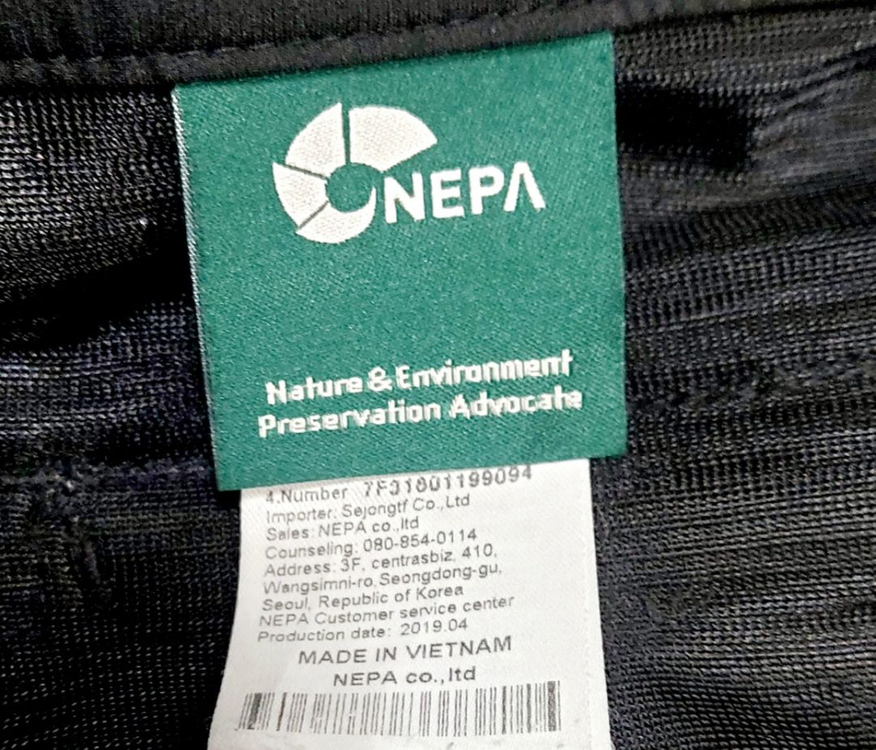 NEPA
Nature & Environment
Preservation Advocate
4.Number 7F31801199094
Importer: Sejongtf Co.,Ltd
Sales: NEPA co.,ltd
Counseling: 080-854-0114
Address: 3F, centrasbiz, 410,
Wangsimni-ro, Seongdong-gu,
Seoul, Republic of Korea
NEPA Customer service center
Production date: 2019.04
MADE IN VIETNAM
NEPA co.,ltd